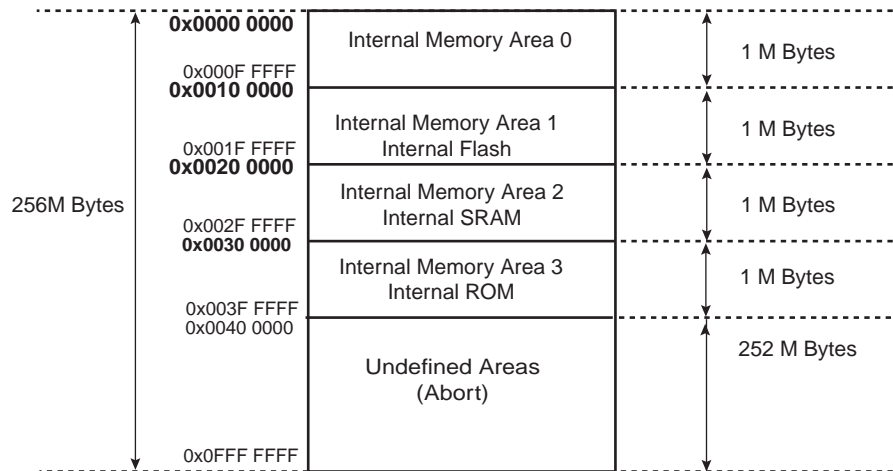 0x0000 0000
Internal Memory Area 0
1 M Bytes
0x000F FFFF
0x0010 0000
Internal Memory Area 1
Internal Flash
1 M Bytes
0x001F FFFF
0x0020 0000
256M Bytes
Internal Memory Area 2
Internal SRAM
1 M Bytes
0x002F FFFF
0x0030 0000
Internal Memory Area 3
Internal ROM
1 M Bytes
0x003F FFFF
0x0040 0000
252 M Bytes
Undefined Areas
(Abort)
0x0FFF FFFF